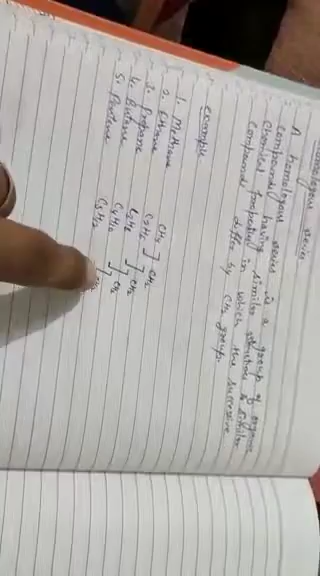 Homologous series
A homologous series is a group of organic
compounds having similar structure & similar
chemical properties in which the successive
compounds differ by CH2 group.
example
1. Methane CH4 ] CH2
2. Ethane C2H6
3. Propane C3H8 ] CH2
4. Butane C4H10 ] CH2
5. Pentane C5H12